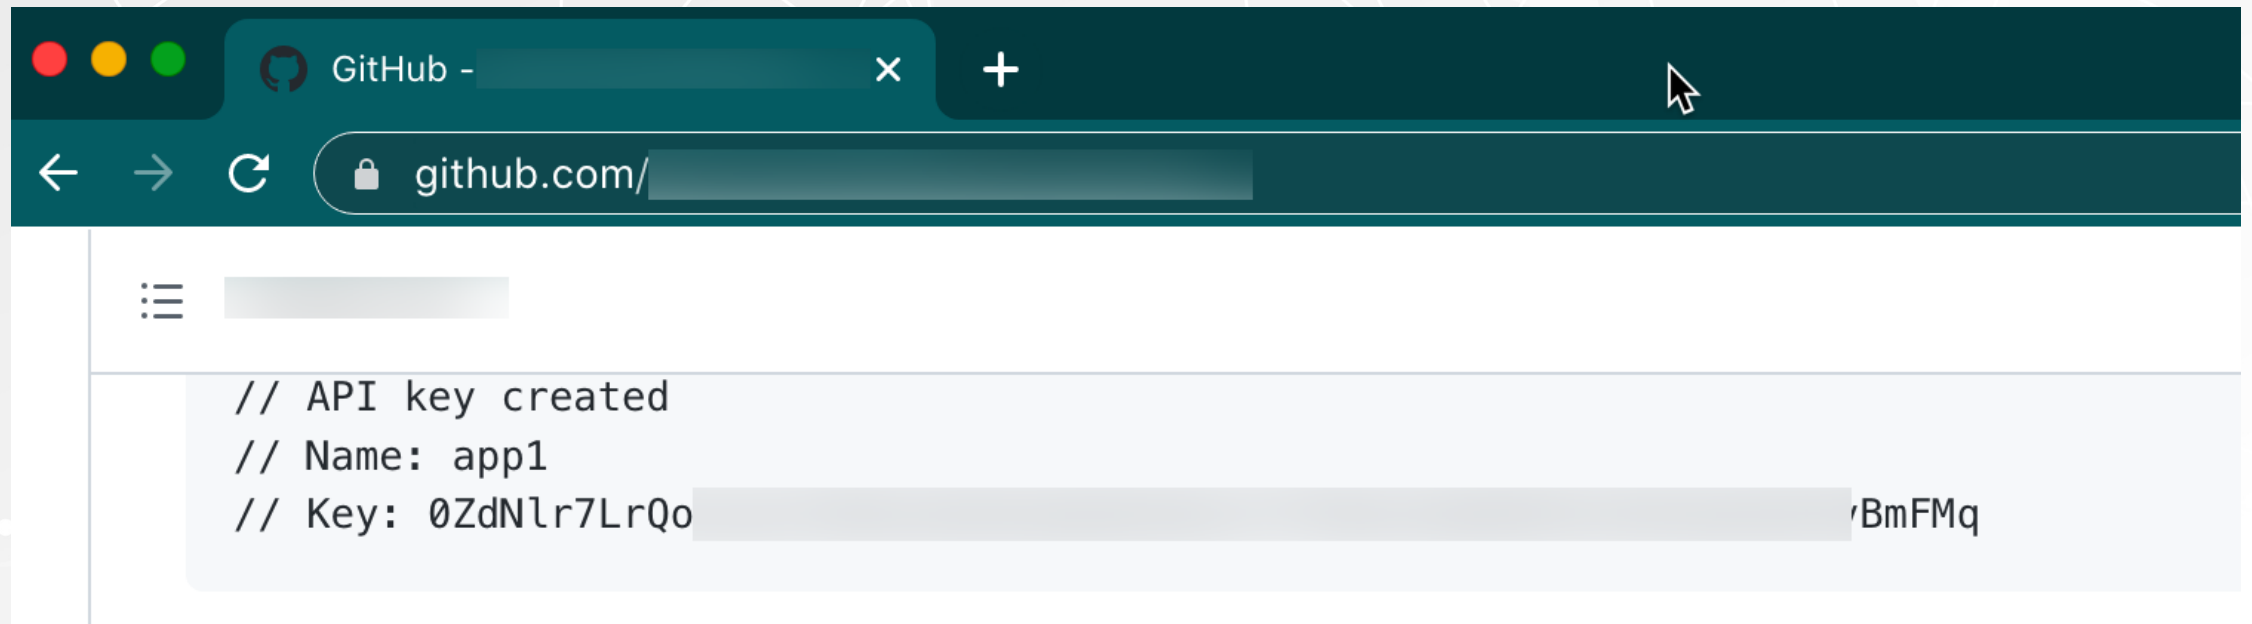 GitHub -
github.com/
// API key created
// Name: app1
// Key: 0ZdNlr7LrQo BmFMq